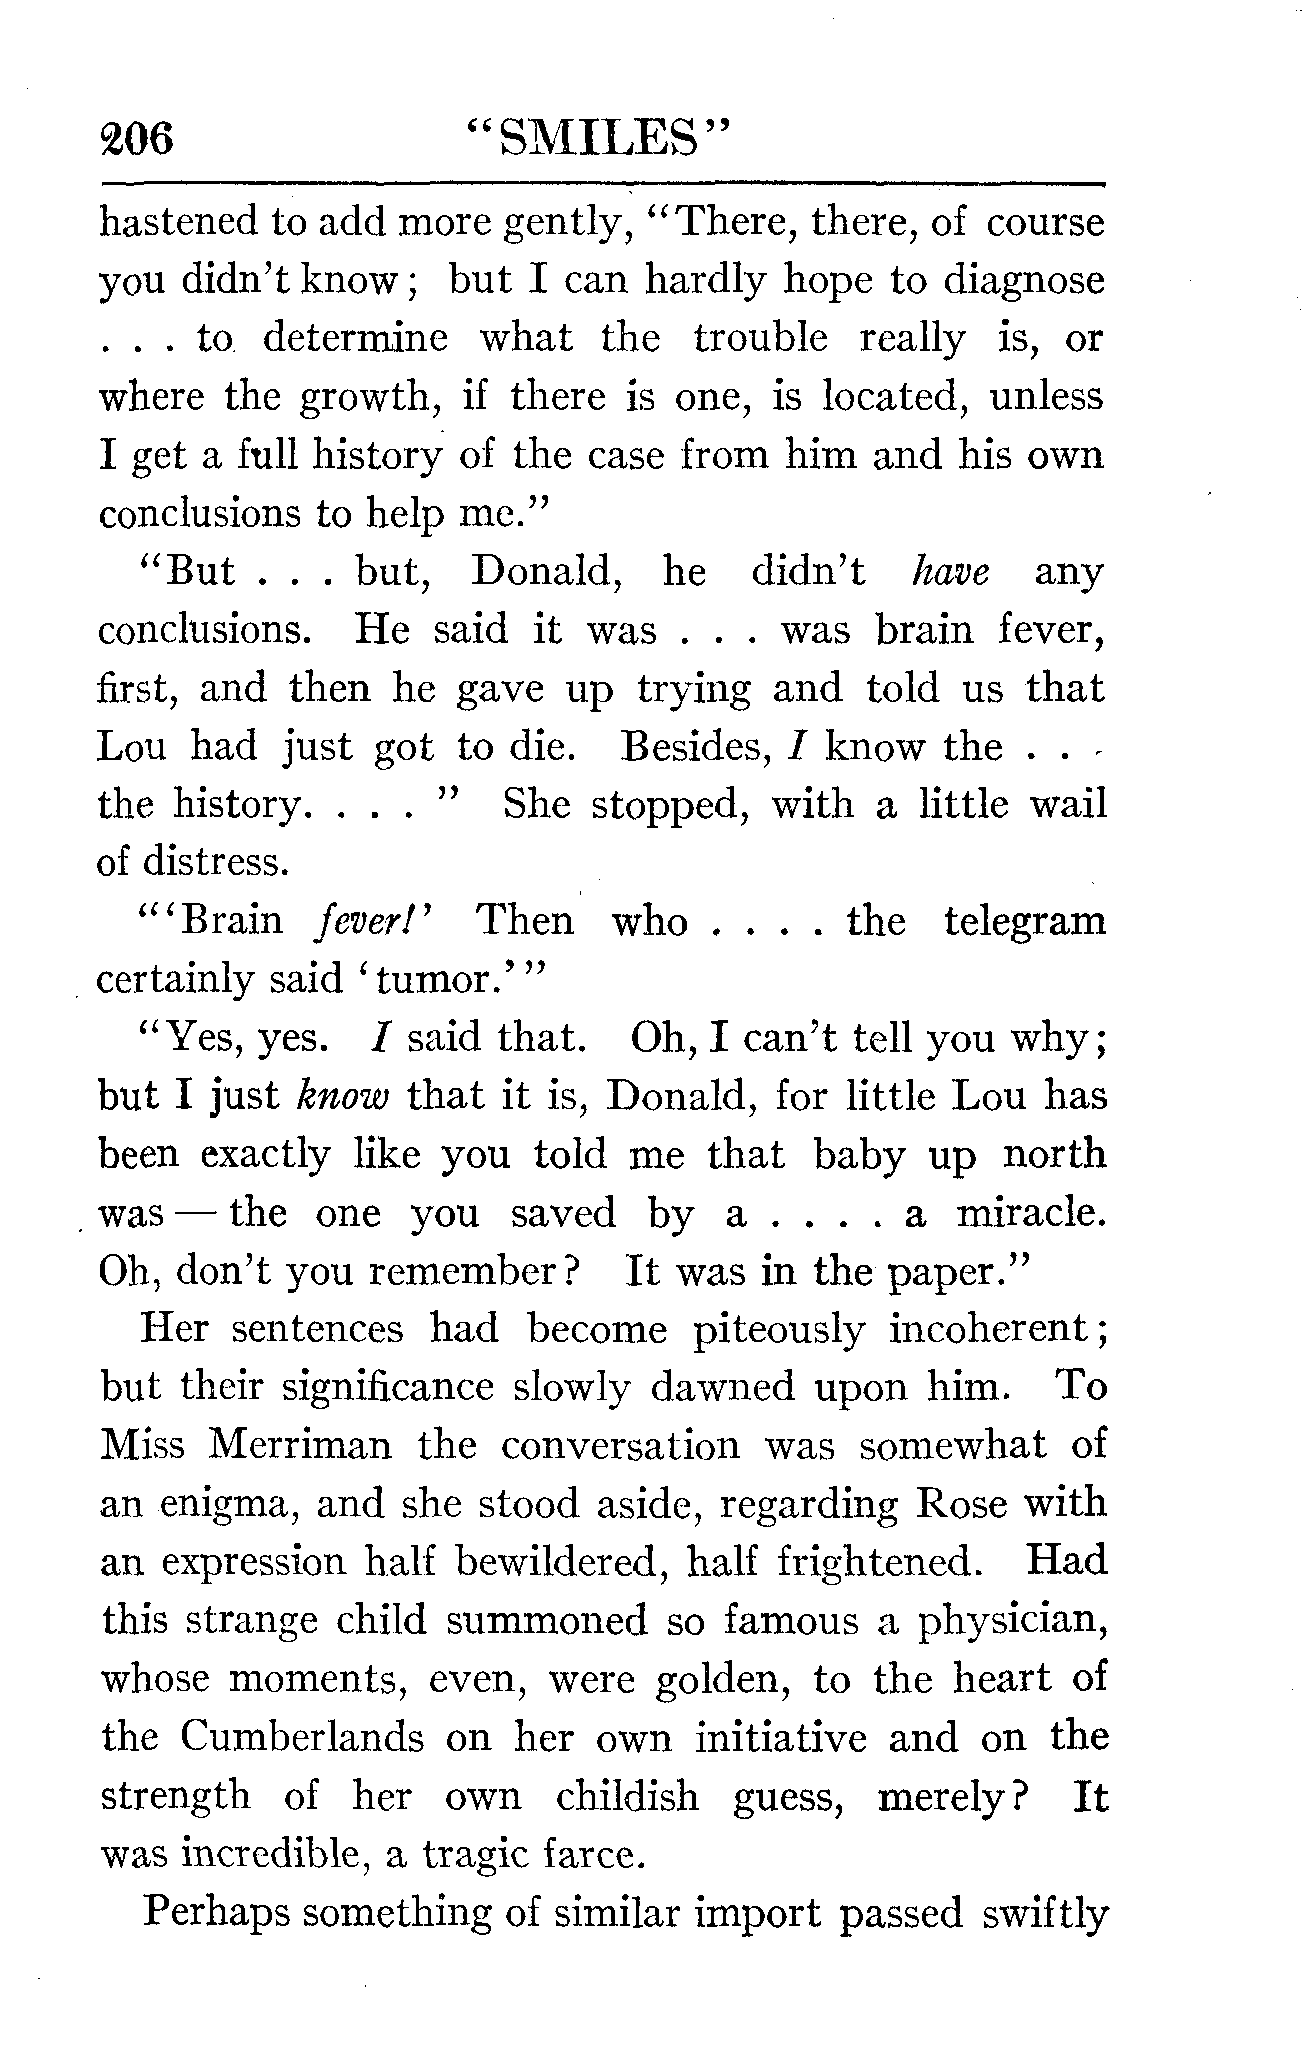 206 "SMILES"
hastened to add more gently, "There, there, of course
you didn't know; but I can hardly hope to diagnose
. . . to determine what the trouble really is, or
where the growth, if there is one, is located, unless
I get a full history of the case from him and his own
conclusions to help me."
"But . . . but, Donald, he didn't have any
conclusions. He said it was . . . was brain fever,
first, and then he gave up trying and told us that
Lou had just got to die. Besides, I know the . . .
the history. . . . " She stopped, with a little wail
of distress.
"'Brain fever!' Then who . . . . the telegram
certainly said 'tumor.'"
"Yes, yes. I said that. Oh, I can't tell you why;
but I just know that it is, Donald, for little Lou has
been exactly like you told me that baby up north
was — the one you saved by a . . . . a miracle.
Oh, don't you remember? It was in the paper."
Her sentences had become piteously incoherent;
but their significance slowly dawned upon him. To
Miss Merriman the conversation was somewhat of
an enigma, and she stood aside, regarding Rose with
an expression half bewildered, half frightened. Had
this strange child summoned so famous a physician,
whose moments, even, were golden, to the heart of
the Cumberlands on her own initiative and on the
strength of her own childish guess, merely? It
was incredible, a tragic farce.
Perhaps something of similar import passed swiftly